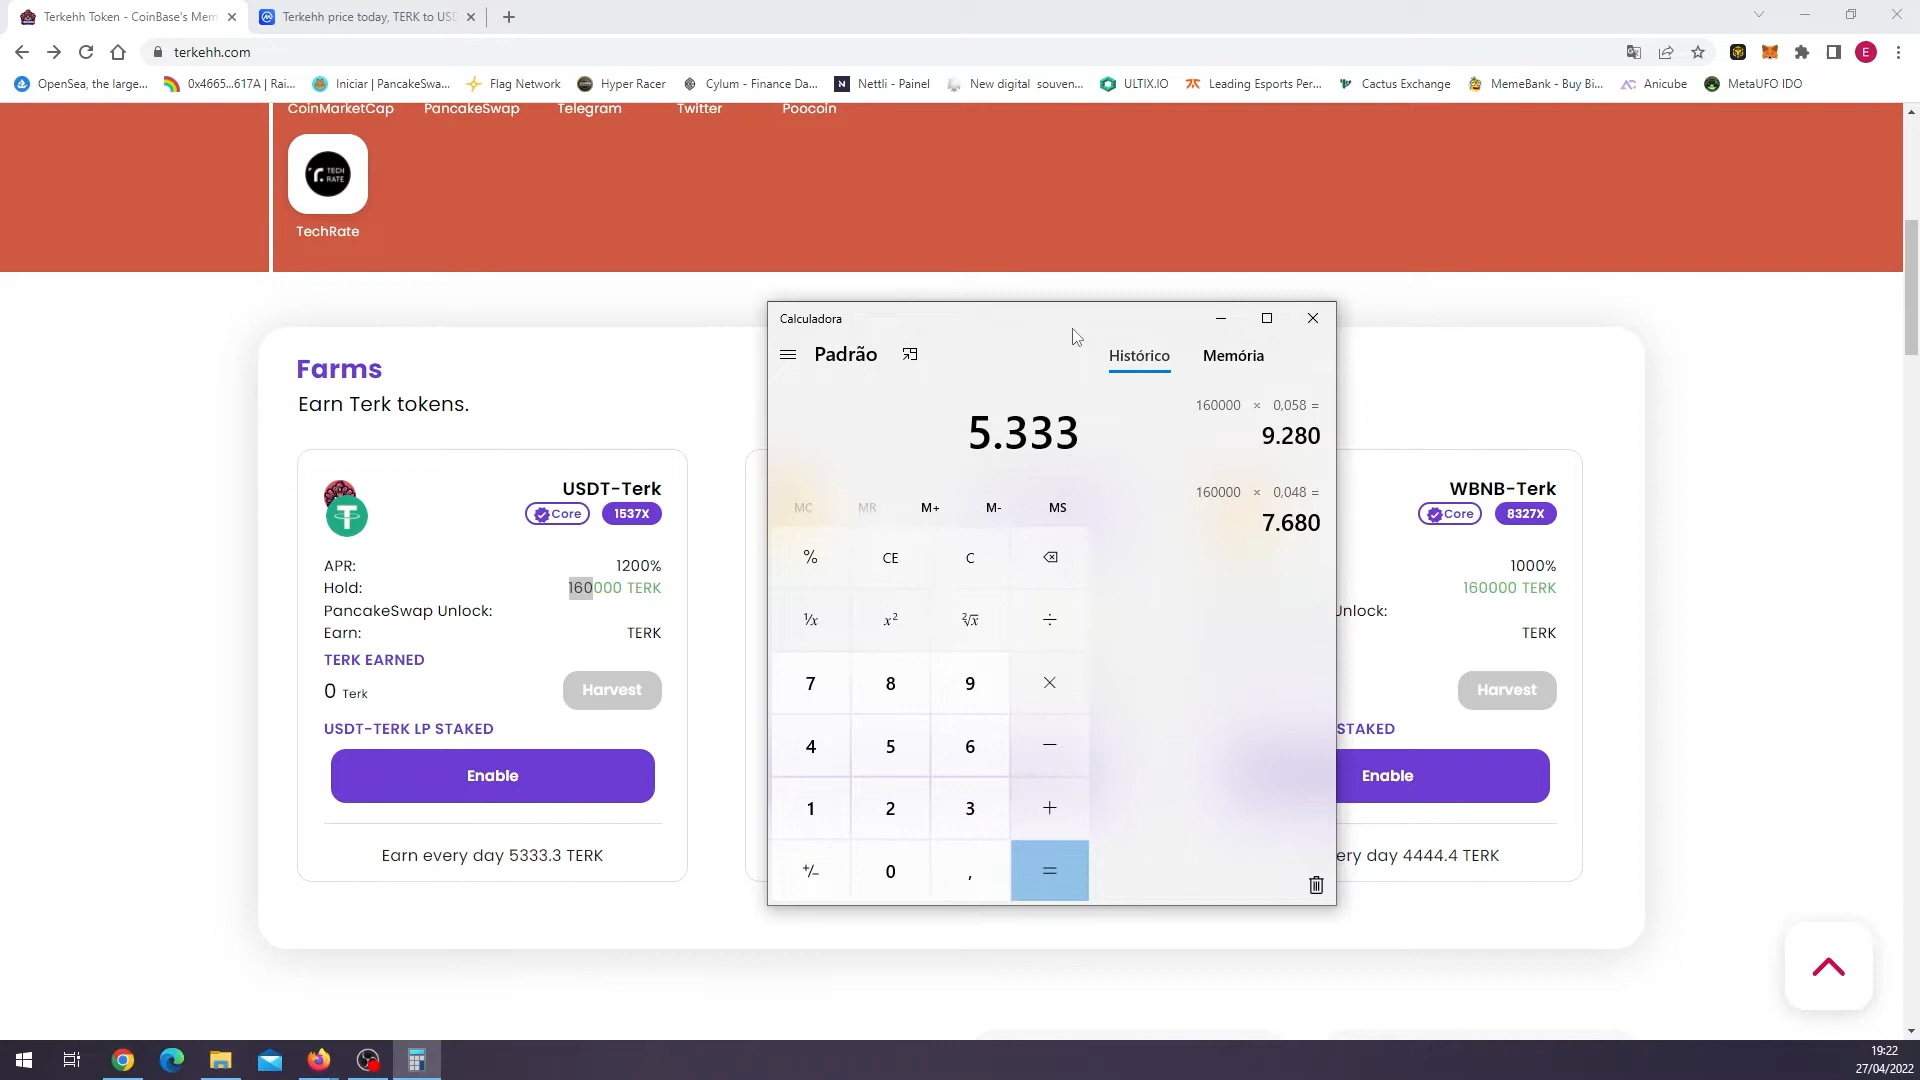 Terkehh Token - CoinBase's Mem
Terkehh price today, TERK to USD
terkehh.com
E
OpenSea, the large...
0x4665...617A | Rai...
Iniciar | PancakeSwa...
Flag Network
Hyper Racer
Cylum - Finance Da...
Nettli - Painel
New digital souven...
ULTIX.IO
Leading Esports Per...
Cactus Exchange
MemeBank - Buy Bi...
Anicube
MetaUFO IDO
CoinMarketCap
PancakeSwap
Telegram
Twitter
Poocoin
TECH
RATE
TechRate
Farms
Earn Terk tokens.
USDT-Terk
Core
1537X
APR:
1200%
Hold:
160000 TERK
PancakeSwap Unlock:
Earn:
TERK
TERK EARNED
0 Terk
Harvest
USDT-TERK LP STAKED
Enable
Earn every day 5333.3 TERK
Calculadora
Padrão
Histórico
Memória
5.333
160000 × 0,058 =
9.280
160000 × 0,048 =
7.680
MC
MR
M+
M-
MS
%
CE
C
⅟x
x²
²√x
÷
7
8
9
×
4
5
6
−
1
2
3
+
+/−
0
,
=
WBNB-Terk
Core
8327X
1000%
160000 TERK
Unlock:
TERK
Harvest
STAKED
Enable
ery day 4444.4 TERK
19:22
27/04/2022